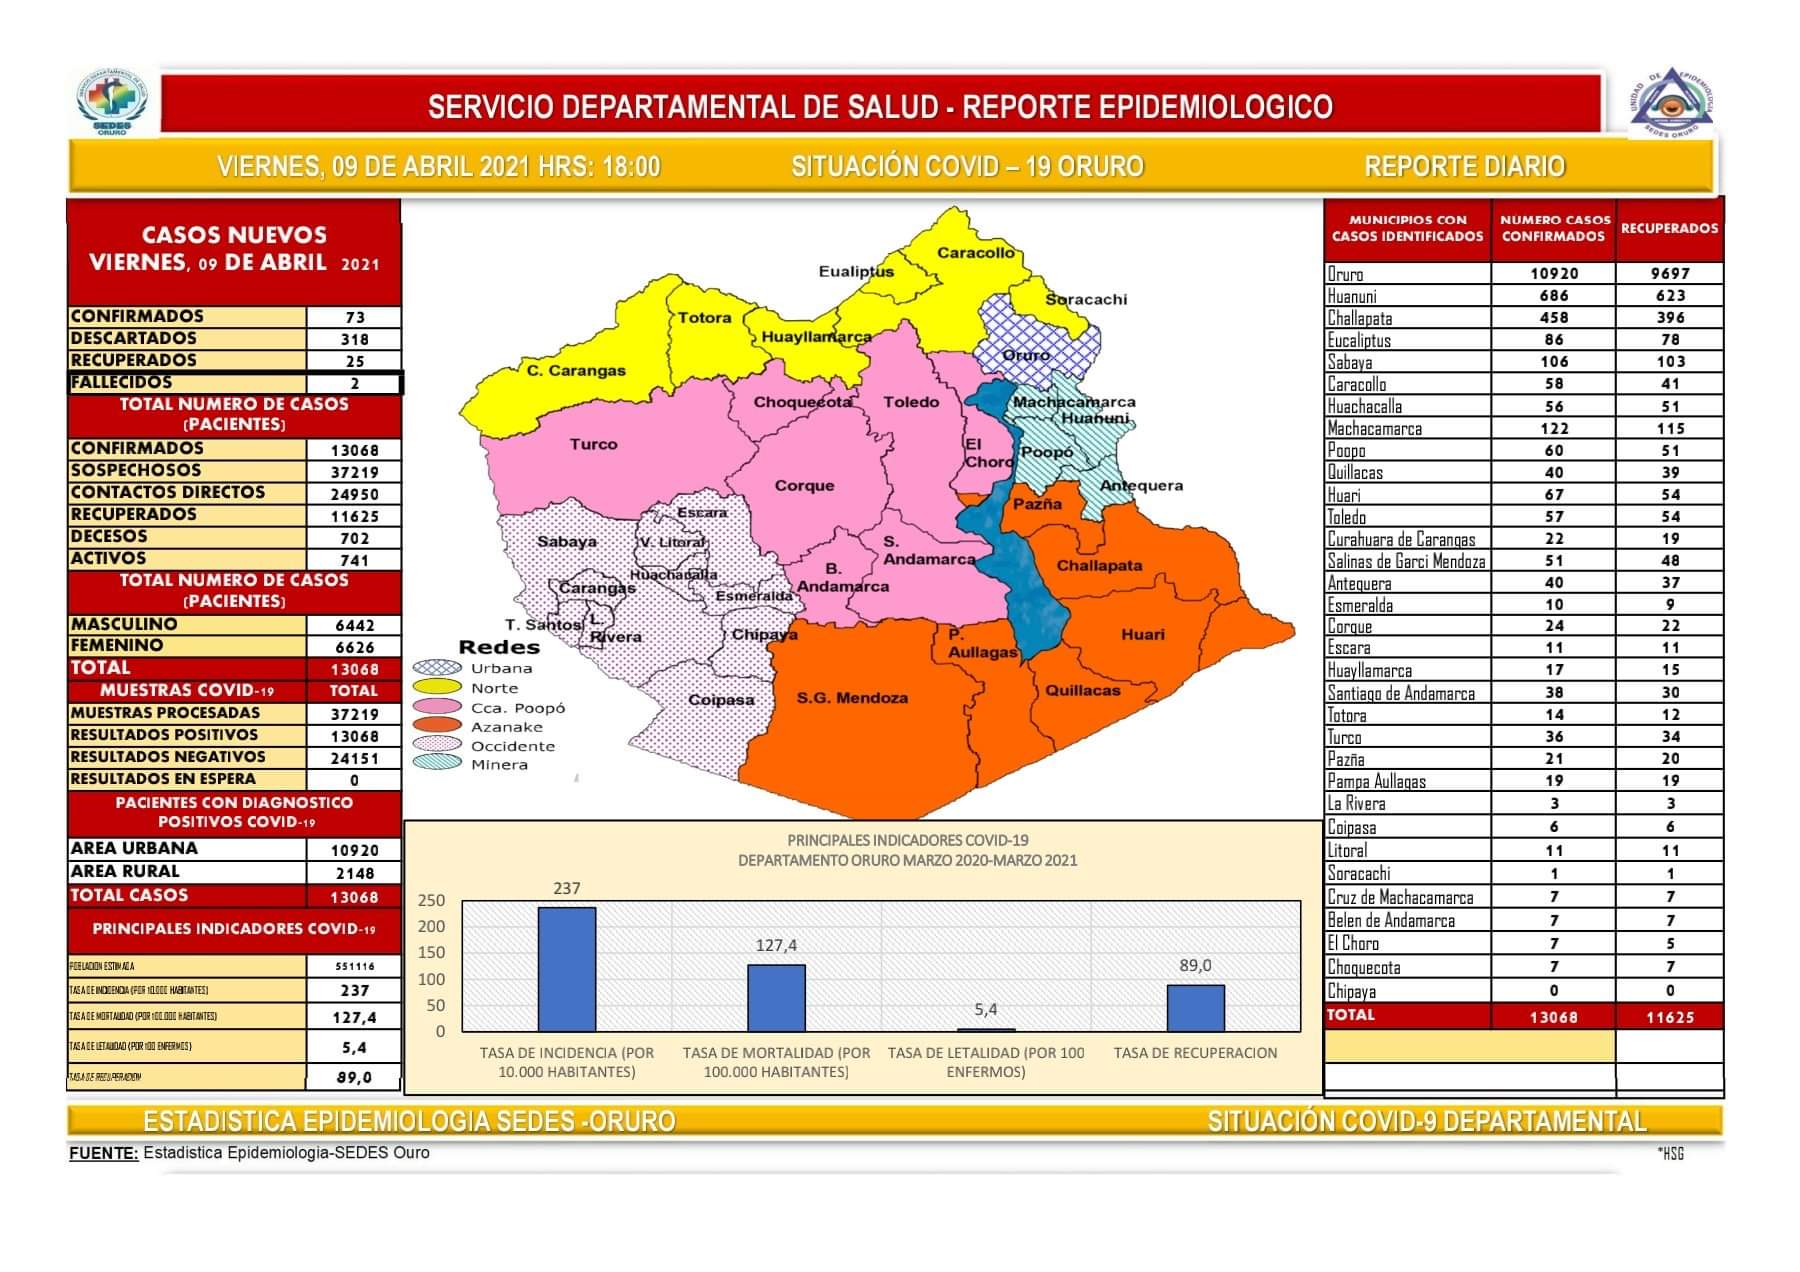 SERVICIO DEPARTAMENTAL DE SALUD - REPORTE EPIDEMIOLOGICO
SEDES
ORURO
UNIDAD DE EPIDEMIOLOGIA
SEDES ORURO
VIERNES, 09 DE ABRIL 2021 HRS: 18:00 SITUACIÓN COVID – 19 ORURO REPORTE DIARIO
CASOS NUEVOS
VIERNES, 09 DE ABRIL 2021
CONFIRMADOS 73
DESCARTADOS 318
RECUPERADOS 25
FALLECIDOS 2
TOTAL NUMERO DE CASOS
(PACIENTES)
CONFIRMADOS 13068
SOSPECHOSOS 37219
CONTACTOS DIRECTOS 24950
RECUPERADOS 11625
DECESOS 702
ACTIVOS 741
TOTAL NUMERO DE CASOS
(PACIENTES)
MASCULINO 6442
FEMENINO 6626
TOTAL 13068
MUESTRAS COVID-19 TOTAL
MUESTRAS PROCESADAS 37219
RESULTADOS POSITIVOS 13068
RESULTADOS NEGATIVOS 24151
RESULTADOS EN ESPERA 0
PACIENTES CON DIAGNOSTICO
POSITIVOS COVID-19
AREA URBANA 10920
AREA RURAL 2148
TOTAL CASOS 13068
PRINCIPALES INDICADORES COVID-19
POBLACION ESTIMADA 551116
TASA DE INCIDENCIA (POR 10.000 HABITANTES) 237
TASA DE MORTALIDAD (POR 100.000 HABITANTES) 127,4
TASA DE LETALIDAD (POR 100 ENFERMOS) 5,4
TASA DE RECUPERACION 89,0
Caracollo
Eualiptus
Soracachi
Totora
Huayllamarca
Oruro
C. Carangas
Choquecota
Toledo
Machacamarca
Huanuni
Turco
El
Choro
Poopó
Corque
Antequera
Pazña
Escara
Sabaya
V. Litoral
S.
Andamarca
Challapata
Huachacalla
B.
Andamarca
Carangas
Esmeralda
T. Santos
L.
Rivera
Chipaya
P.
Aullagas
Huari
Coipasa
S.G. Mendoza
Quillacas
Redes
Urbana
Norte
Cca. Poopó
Azanake
Occidente
Minera
PRINCIPALES INDICADORES COVID-19
DEPARTAMENTO ORURO MARZO 2020-MARZO 2021
250
200
150
100
50
0
237
127,4
5,4
89,0
TASA DE INCIDENCIA (POR
10.000 HABITANTES)
TASA DE MORTALIDAD (POR
100.000 HABITANTES)
TASA DE LETALIDAD (POR 100
ENFERMOS)
TASA DE RECUPERACION
MUNICIPIOS CON
CASOS IDENTIFICADOS
NUMERO CASOS
CONFIRMADOS
RECUPERADOS
Oruro 10920 9697
Huanuni 686 623
Challapata 458 396
Eucaliptus 86 78
Sabaya 106 103
Caracollo 58 41
Huachacalla 56 51
Machacamarca 122 115
Poopo 60 51
Quillacas 40 39
Huari 67 54
Toledo 57 54
Curahuara de Carangas 22 19
Salinas de Garci Mendoza 51 48
Antequera 40 37
Esmeralda 10 9
Corque 24 22
Escara 11 11
Huayllamarca 17 15
Santiago de Andamarca 38 30
Totora 14 12
Turco 36 34
Pazña 21 20
Pampa Aullagas 19 19
La Rivera 3 3
Coipasa 6 6
Litoral 11 11
Soracachi 1 1
Cruz de Machacamarca 7 7
Belen de Andamarca 7 7
El Choro 7 5
Choquecota 7 7
Chipaya 0 0
TOTAL 13068 11625
ESTADISTICA EPIDEMIOLOGIA SEDES -ORURO SITUACIÓN COVID-9 DEPARTAMENTAL
FUENTE: Estadistica Epidemiologia-SEDES Ouro *HSG